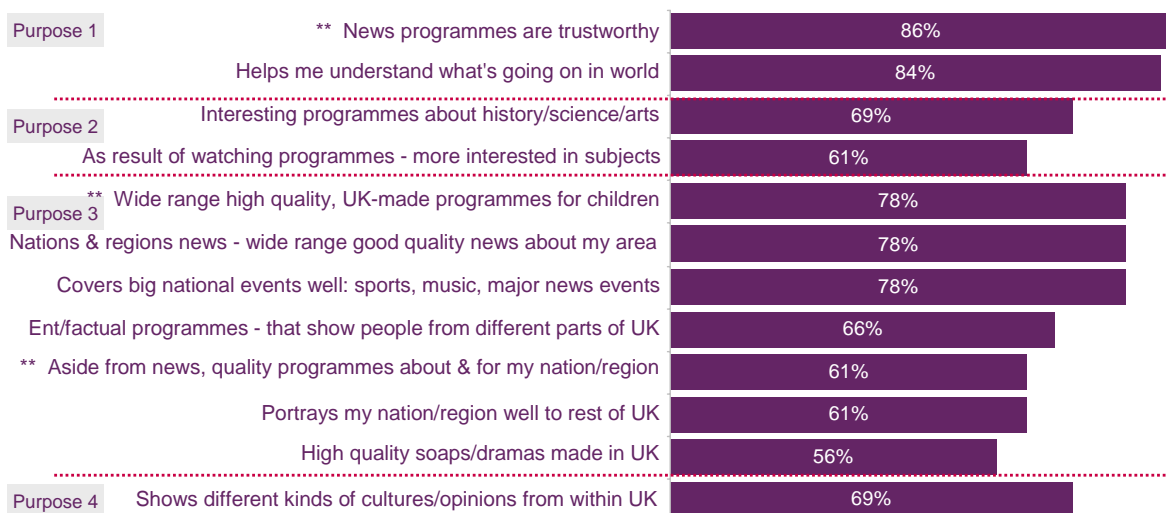 Purpose 1
** News programmes are trustworthy 86%
Helps me understand what's going on in world 84%
Purpose 2
Interesting programmes about history/science/arts 69%
As result of watching programmes - more interested in subjects 61%
Purpose 3
** Wide range high quality, UK-made programmes for children 78%
Nations & regions news - wide range good quality news about my area 78%
Covers big national events well: sports, music, major news events 78%
Ent/factual programmes - that show people from different parts of UK 66%
** Aside from news, quality programmes about & for my nation/region 61%
Portrays my nation/region well to rest of UK 61%
High quality soaps/dramas made in UK 56%
Purpose 4
Shows different kinds of cultures/opinions from within UK 69%